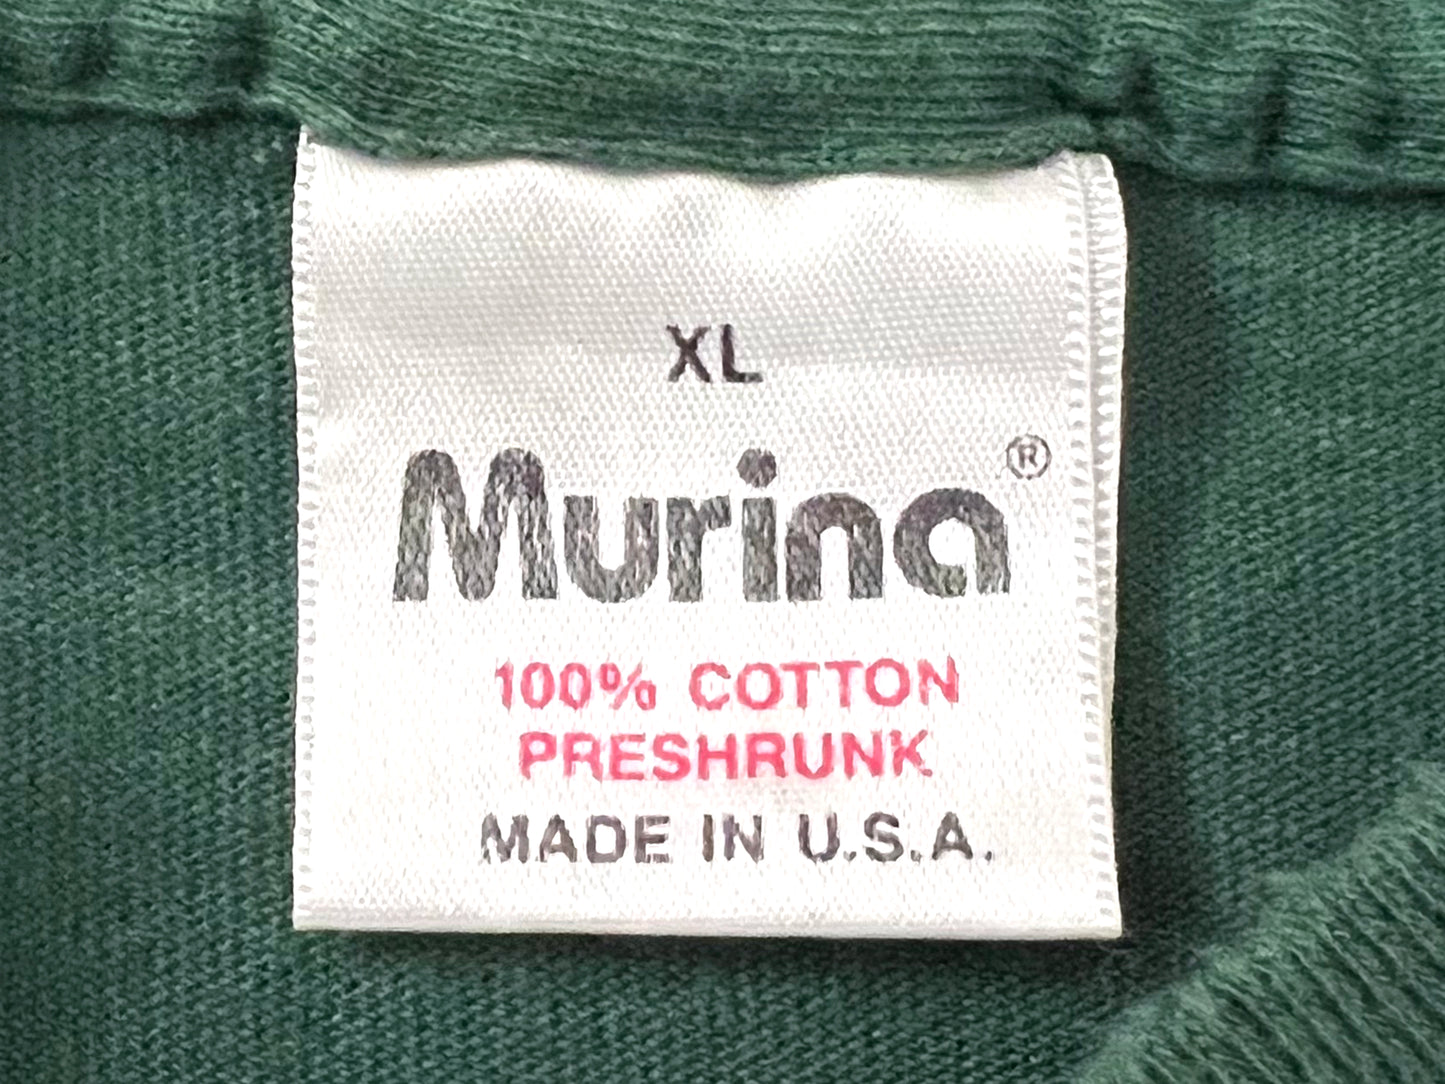 XL
Murina®
100% COTTON
PRESHRUNK
MADE IN U.S.A.